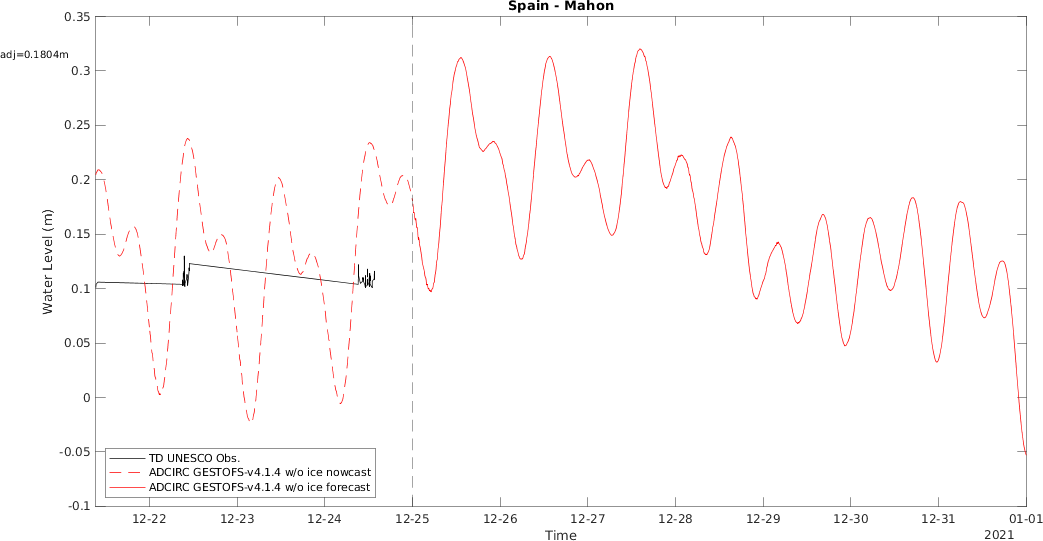 Spain - Mahon
adj=0.1804m
0.35
0.3
0.25
0.2
0.15
0.1
0.05
0
-0.05
-0.1
Water Level (m)
TD UNESCO Obs.
ADCIRC GESTOFS-v4.1.4 w/o ice nowcast
ADCIRC GESTOFS-v4.1.4 w/o ice forecast
12-22 12-23 12-24 12-25 12-26 12-27 12-28 12-29 12-30 12-31 01-01
Time
2021